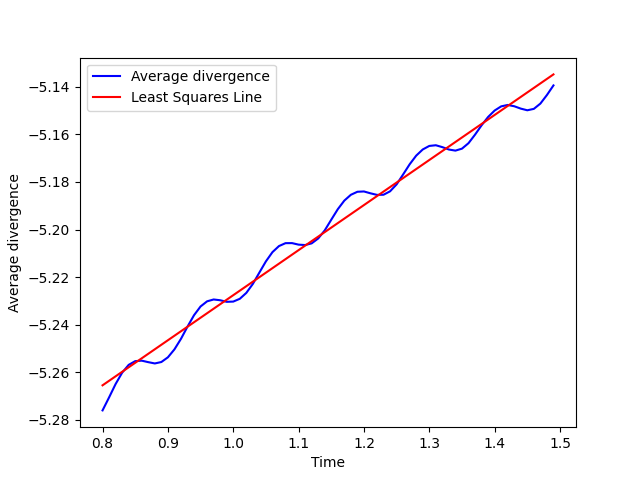 Average divergence
Least Squares Line
−5.14
−5.16
−5.18
−5.20
−5.22
−5.24
−5.26
−5.28
Average divergence
0.8 0.9 1.0 1.1 1.2 1.3 1.4 1.5
Time